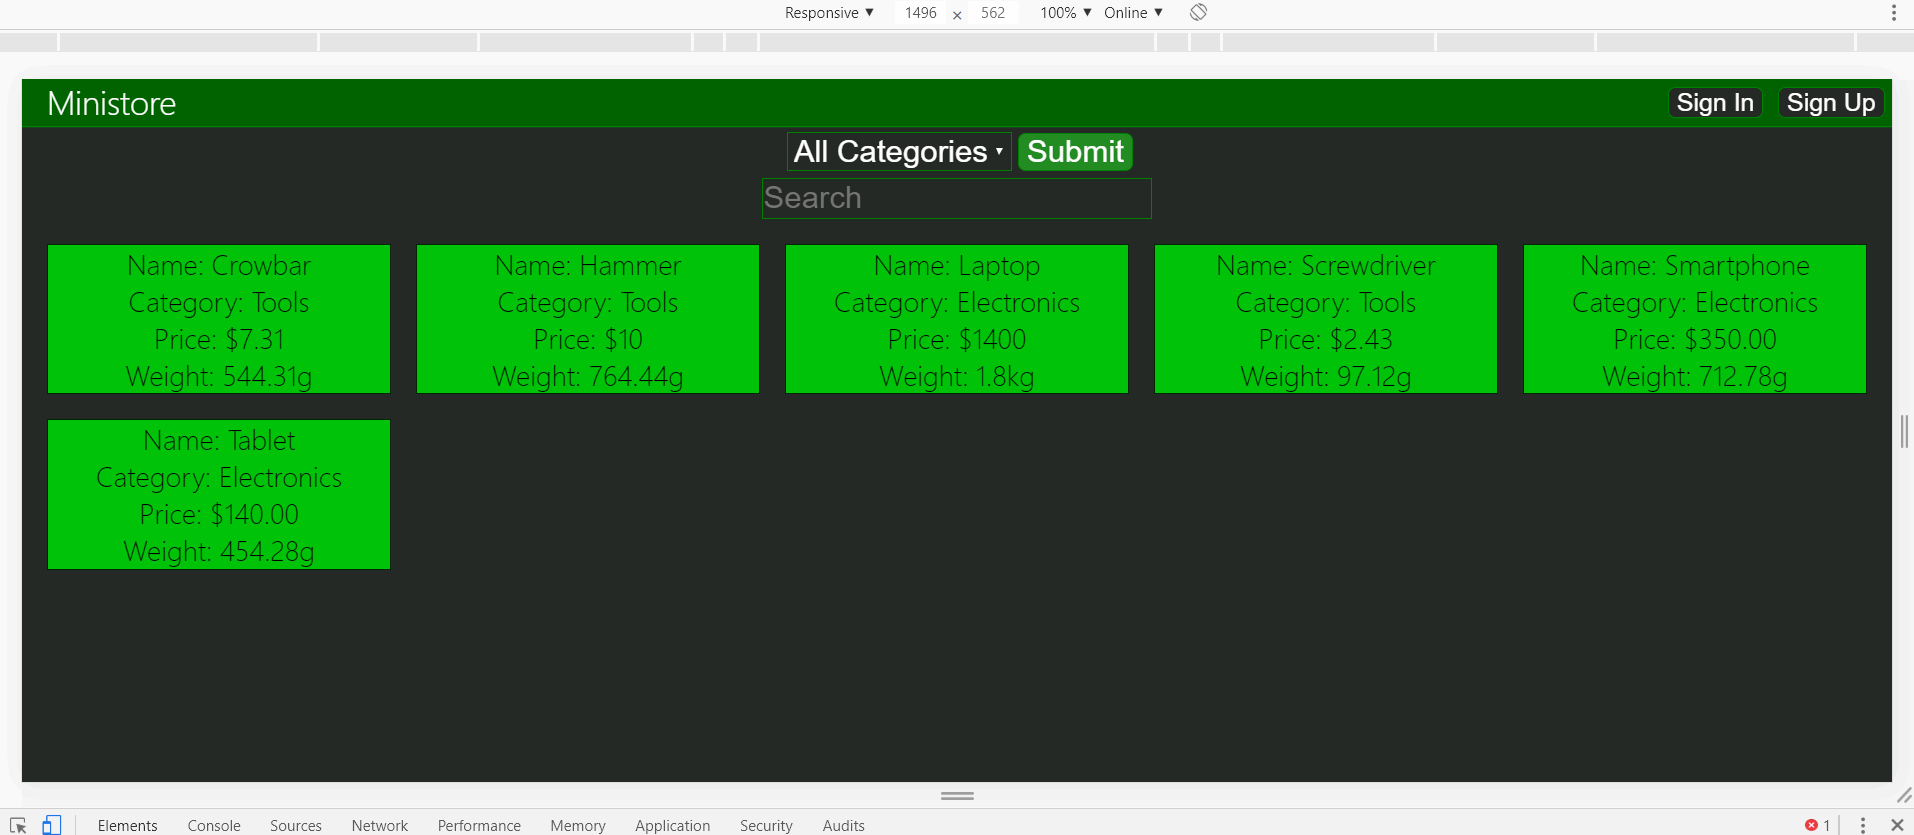 Responsive ▼ 1496 × 562 100% ▼ Online ▼
Ministore Sign In Sign Up
All Categories Submit
Search
Name: Crowbar
Category: Tools
Price: $7.31
Weight: 544.31g
Name: Hammer
Category: Tools
Price: $10
Weight: 764.44g
Name: Laptop
Category: Electronics
Price: $1400
Weight: 1.8kg
Name: Screwdriver
Category: Tools
Price: $2.43
Weight: 97.12g
Name: Smartphone
Category: Electronics
Price: $350.00
Weight: 712.78g
Name: Tablet
Category: Electronics
Price: $140.00
Weight: 454.28g
Elements Console Sources Network Performance Memory Application Security Audits 1